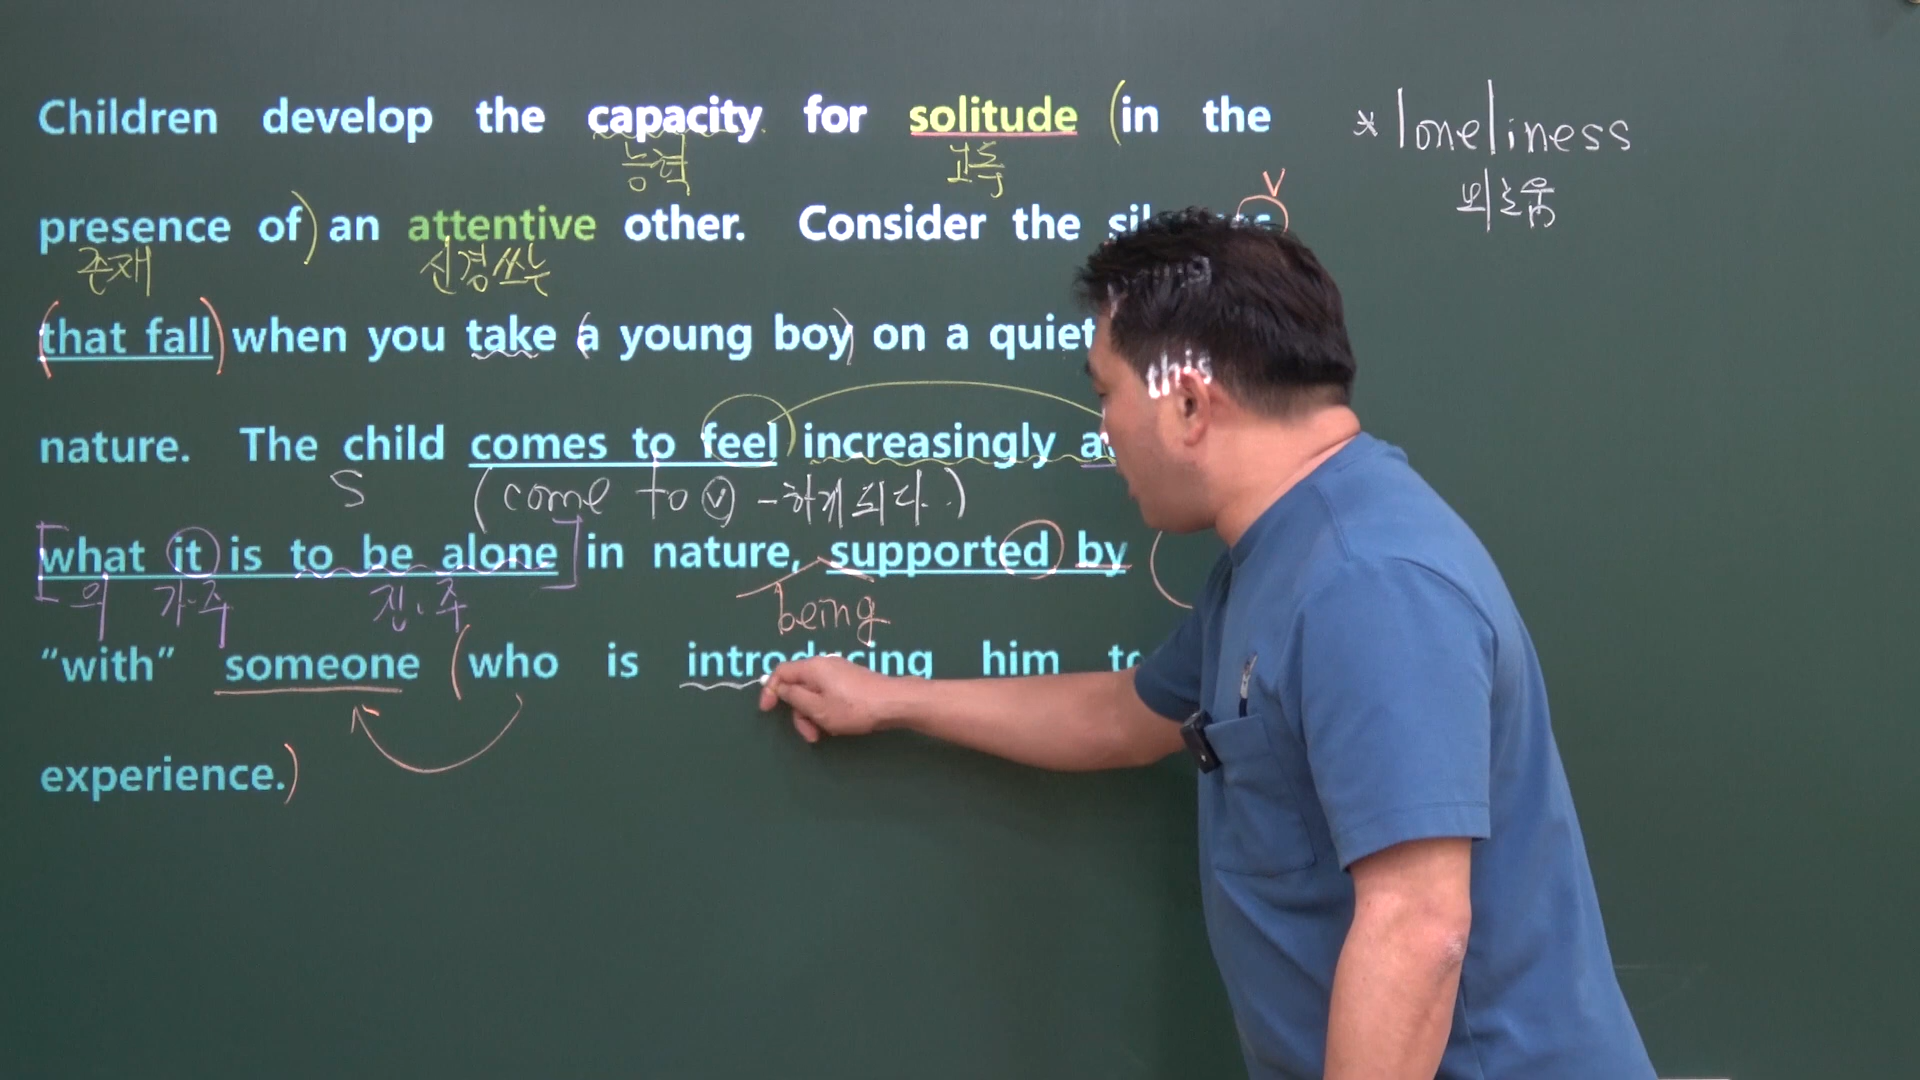 Children develop the capacity for solitude (in the
* loneliness
능력
고독
외로움
V
presence of) an attentive other. Consider the
존재
신경쓰는
(that fall) when you take (a young boy) on a quiet
this
nature. The child comes to feel increasingly
S
(come to ⓥ -하게 되다.)
[what it is to be alone] in nature, supported by (
의
가.주
진.주
being
"with" someone (who is introducing him to
experience.)